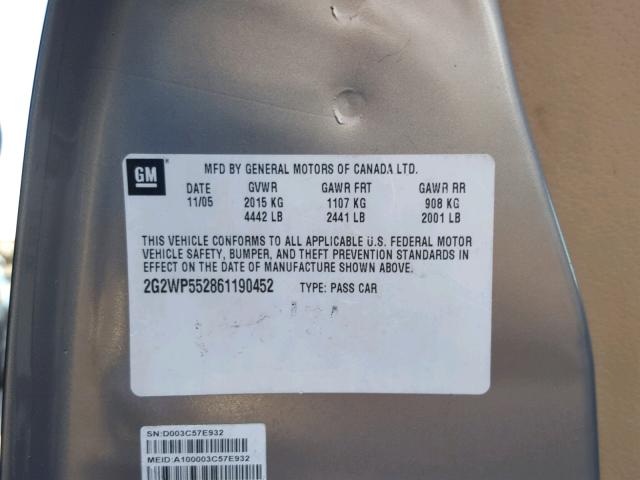 GM
MFD BY GENERAL MOTORS OF CANADA LTD.
DATE GVWR GAWR FRT GAWR RR
11/05 2015 KG 1107 KG 908 KG
4442 LB 2441 LB 2001 LB
THIS VEHICLE CONFORMS TO ALL APPLICABLE U.S. FEDERAL MOTOR
VEHICLE SAFETY, BUMPER, AND THEFT PREVENTION STANDARDS IN
EFFECT ON THE DATE OF MANUFACTURE SHOWN ABOVE.
2G2WP552861190452 TYPE: PASS CAR
SN:D003C57E932
MEID:A100003C57E932